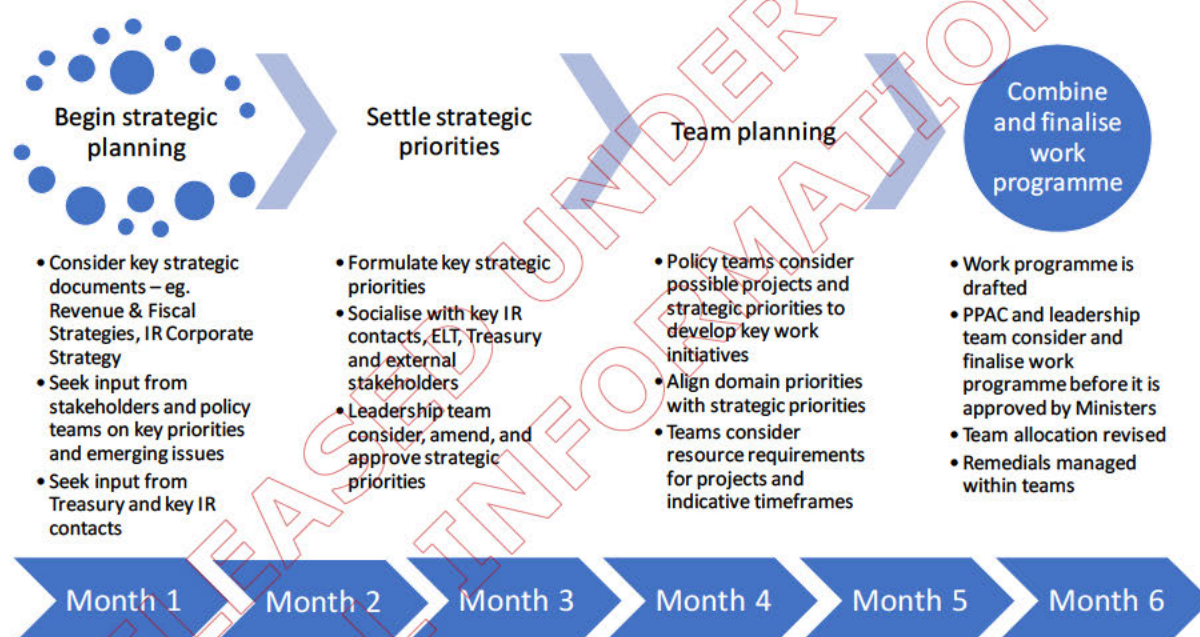 Begin strategic
planning
Settle strategic
priorities
Team planning
Combine
and finalise
work
programme
• Consider key strategic
documents – eg.
Revenue & Fiscal
Strategies, IR Corporate
Strategy
• Seek input from
stakeholders and policy
teams on key priorities
and emerging issues
• Seek input from
Treasury and key IR
contacts
• Formulate key strategic
priorities
• Socialise with key IR
contacts, ELT, Treasury
and external
stakeholders
• Leadership team
consider, amend, and
approve strategic
priorities
• Policy teams consider
possible projects and
strategic priorities to
develop key work
initiatives
• Align domain priorities
with strategic priorities
• Teams consider
resource requirements
for projects and
indicative timeframes
• Work programme is
drafted
• PPAC and leadership
team consider and
finalise work
programme before it is
approved by Ministers
• Team allocation revised
• Remedials managed
within teams
Month 1
Month 2
Month 3
Month 4
Month 5
Month 6
UNDER
INFORMATION